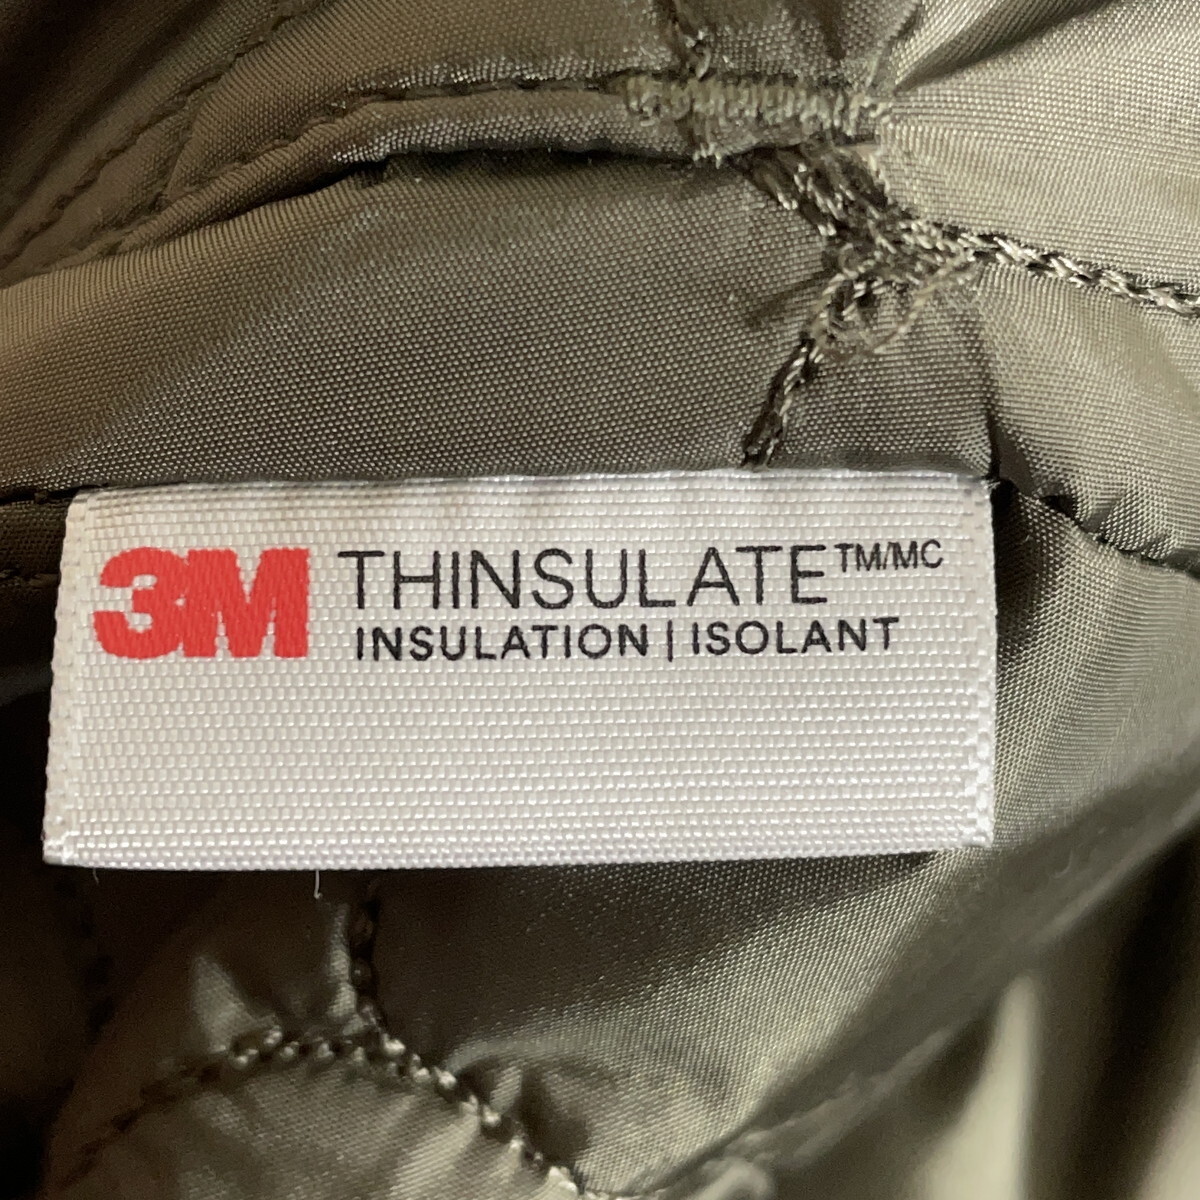 3M THINSULATE™/MC
INSULATION | ISOLANT